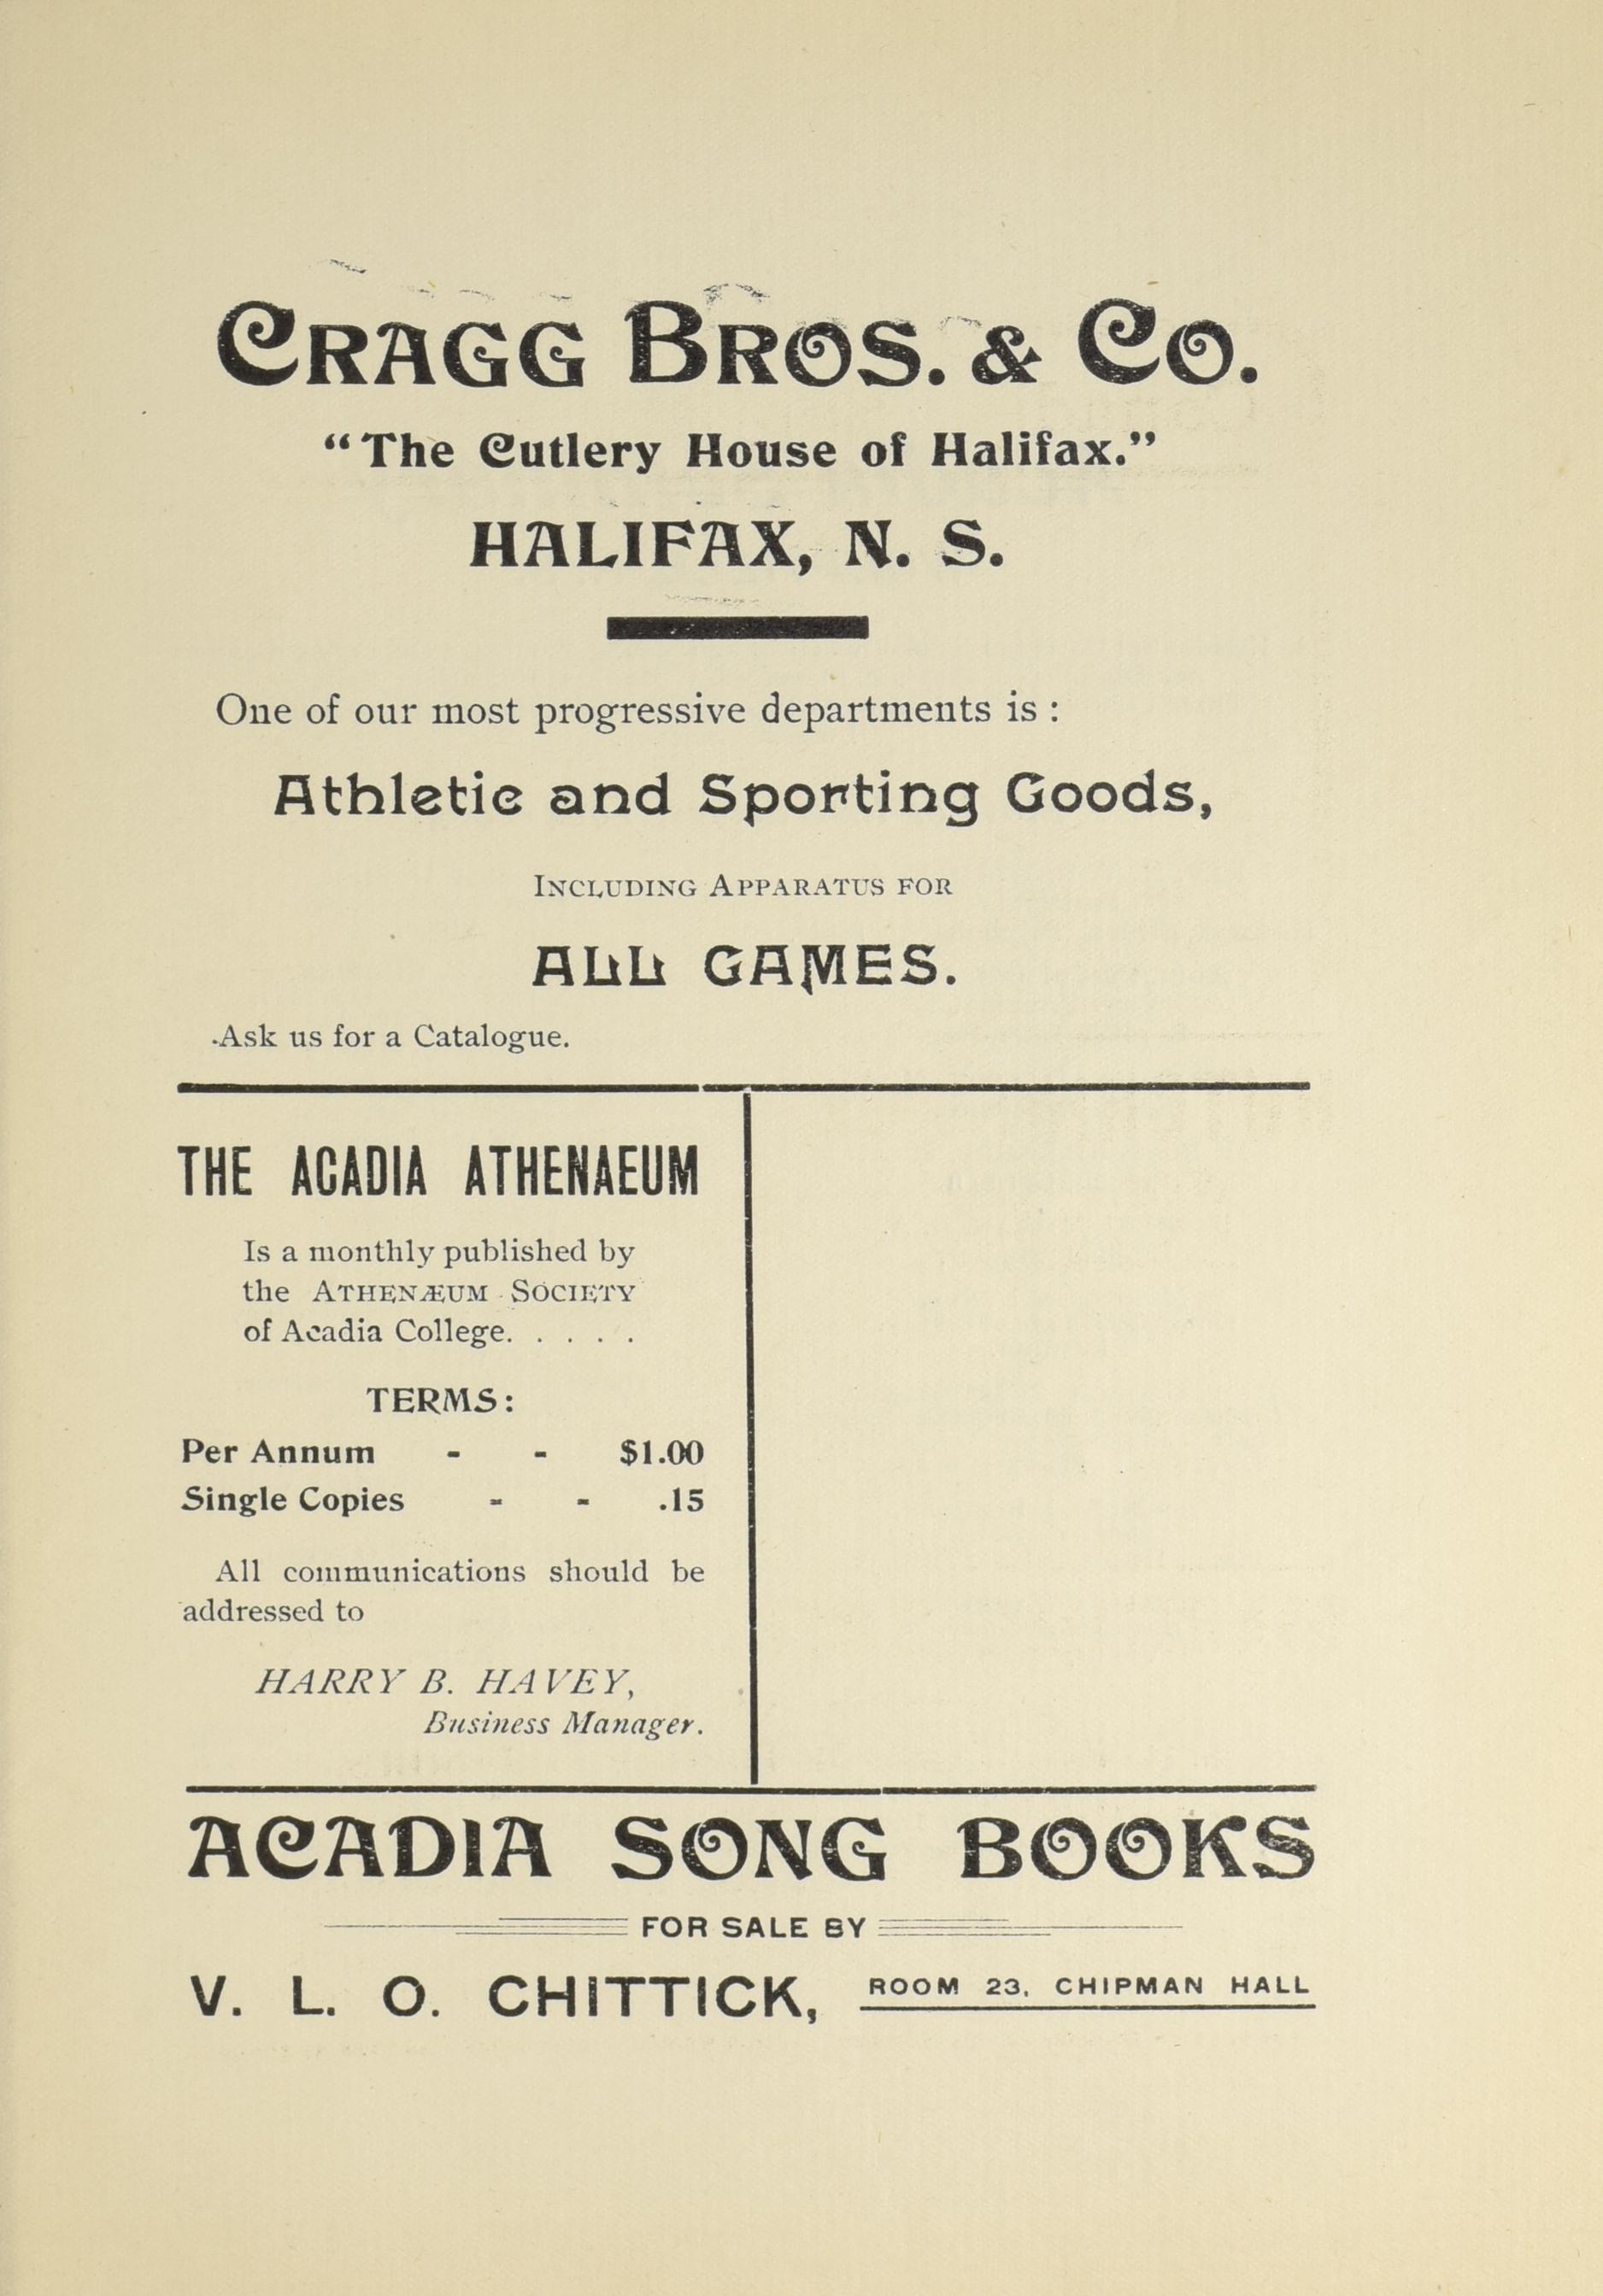 CRAGG BROS. & CO.
“The Cutlery House of Halifax.”
HALIFAX, N. S.
One of our most progressive departments is :
Athletic and Sporting Goods,
INCLUDING APPARATUS FOR
ALL GAMES.
Ask us for a Catalogue.
THE ACADIA ATHENAEUM
Is a monthly published by
the ATHENÆUM SOCIETY
of Acadia College. . . . .
TERMS:
Per Annum - - $1.00
Single Copies - - .15
All communications should be
addressed to
HARRY B. HAVEY,
Business Manager.
ACADIA SONG BOOKS
FOR SALE BY
V. L. O. CHITTICK, ROOM 23, CHIPMAN HALL